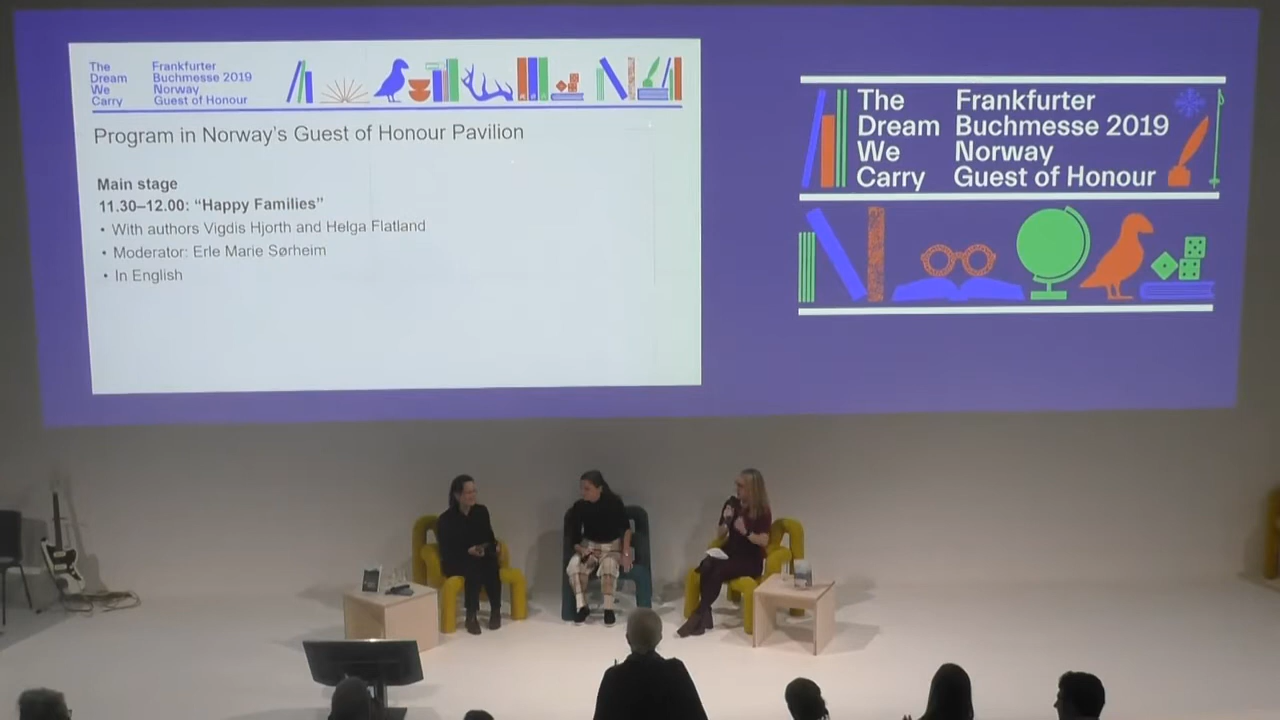 The
Dream
We
Carry
Frankfurter
Buchmesse 2019
Norway
Guest of Honour
Program in Norway's Guest of Honour Pavilion
Main stage
11.30–12.00: “Happy Families”
• With authors Vigdis Hjorth and Helga Flatland
• Moderator: Erle Marie Sørheim
• In English
The
Dream
We
Carry
Frankfurter
Buchmesse 2019
Norway
Guest of Honour